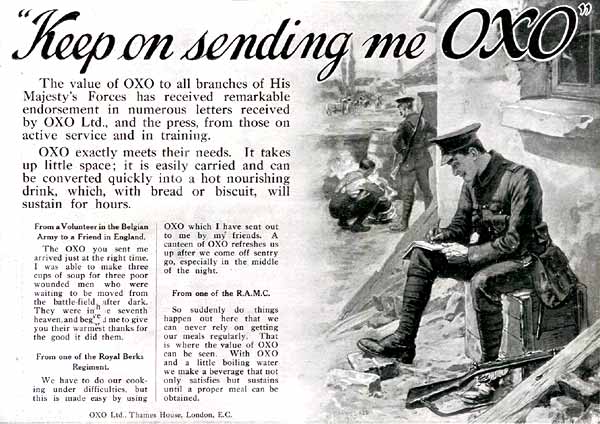 "Keep on sending me OXO"
The value of OXO to all branches of His
Majesty's Forces has received remarkable
endorsement in numerous letters received
by OXO Ltd., and the press, from those on
active service and in training.
OXO exactly meets their needs. It takes
up little space; it is easily carried and can
be converted quickly into a hot nourishing
drink, which, with bread or biscuit, will
sustain for hours.
From a Volunteer in the Belgian
Army to a Friend in England.
The OXO you sent me
arrived just at the right time.
I was able to make three
cups of soup for three poor
wounded men who were
waiting to be moved from
the battle-field after dark.
They were in seventh
heaven, and me to give
you their warmest thanks for
the good it did them.
From one of the Royal Berks
Regiment.
We have to do our cook-
ing under difficulties, but
this is made easy by using
OXO which I have sent out
to me by my friends. A
canteen of OXO refreshes us
up after we come off sentry
go, especially in the middle
of the night.
From one of the R.A.M.C.
So suddenly do things
happen out here that we
can never rely on getting
our meals regularly. That
is where the value of OXO
can be seen. With OXO
and a little boiling water
we make a beverage that not
only satisfies but sustains
until a proper meal can be
obtained.
OXO Ltd., Thames House, London, E.C.